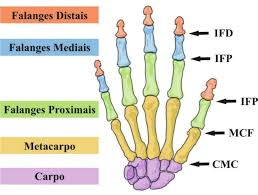 Falanges Distais
Falanges Mediais
Falanges Proximais
Metacarpo
Carpo
IFD
IFP
IFP
MCF
CMC